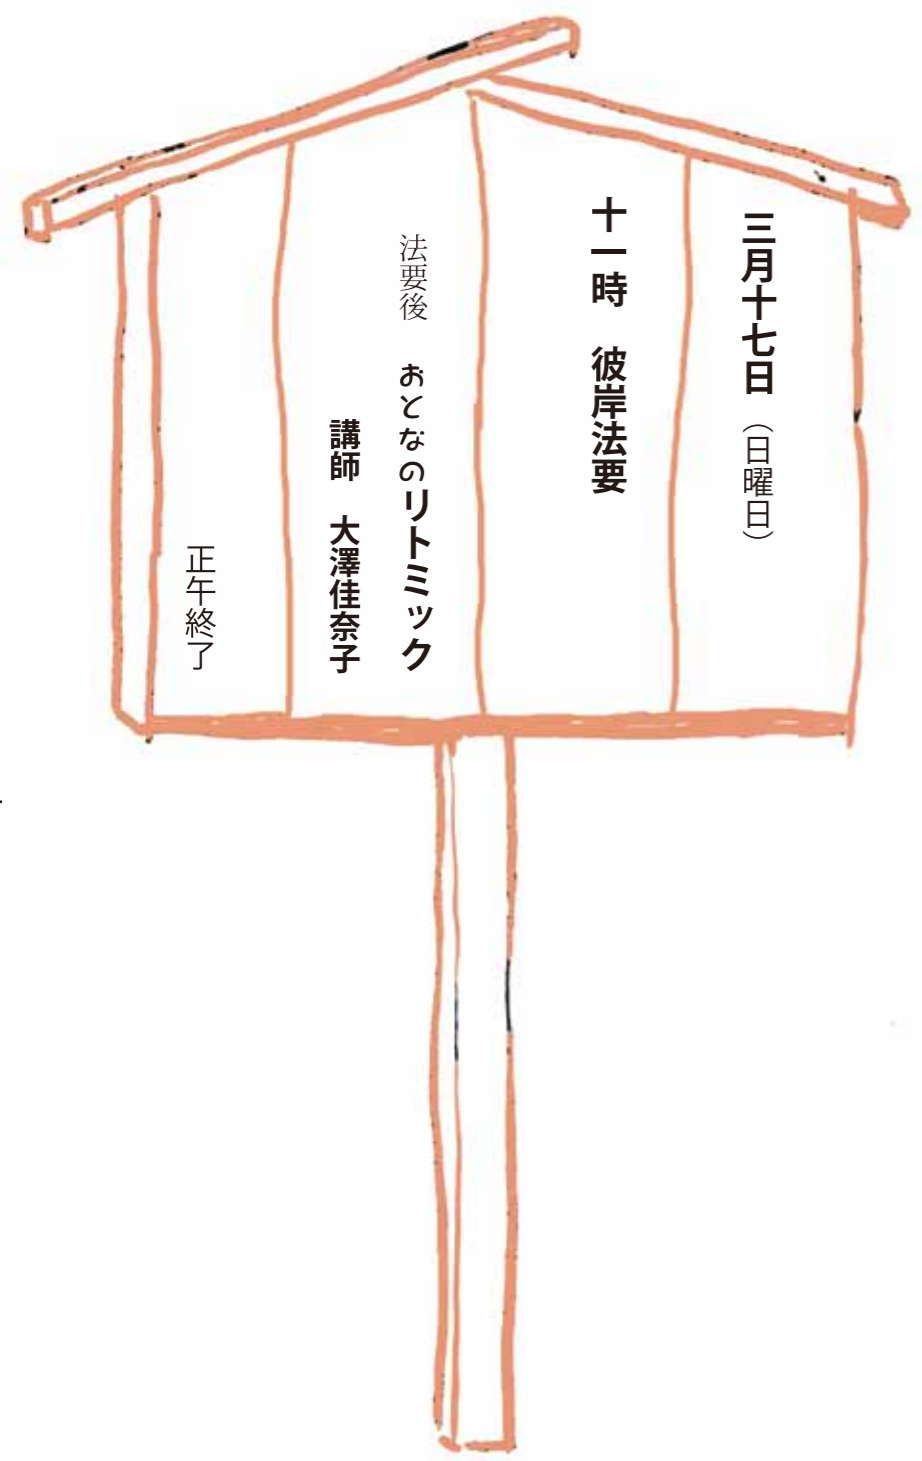 三月十七日（日曜日）
十一時　彼岸法要
法要後　おとなのリトミック
講師　大澤佳奈子
正午終了